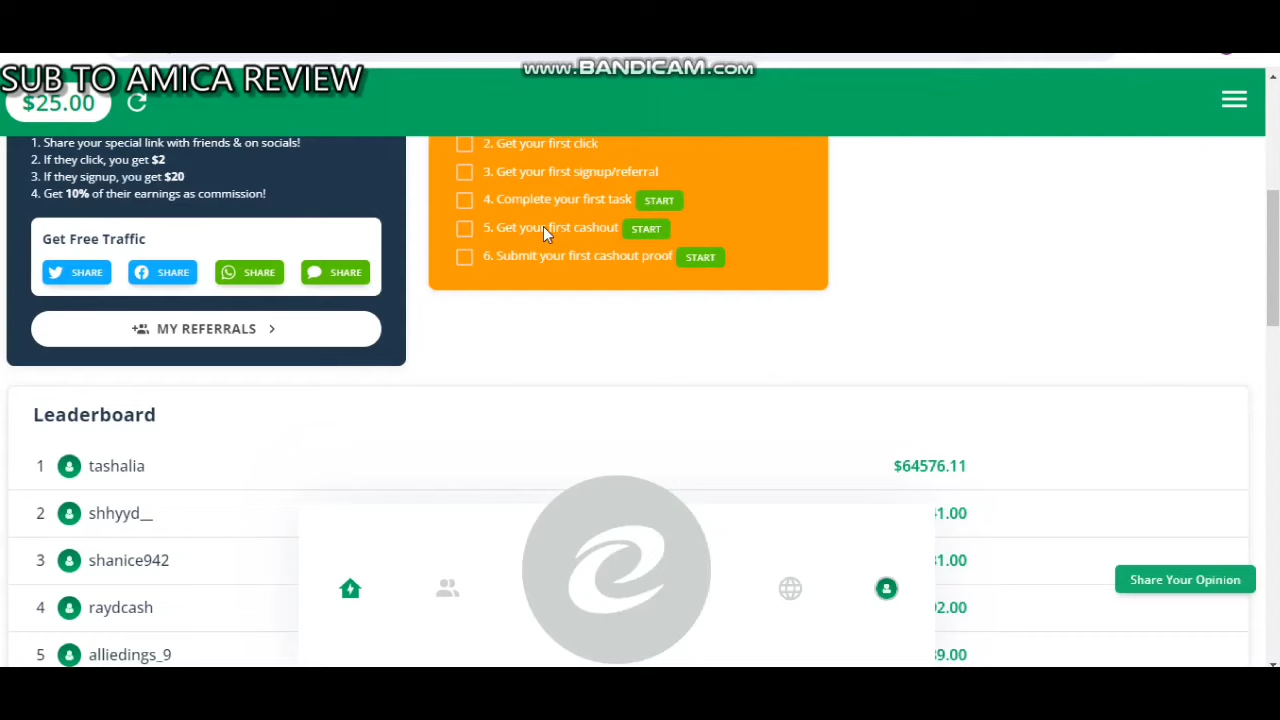 www.BANDICAM.com
SUB TO AMICA REVIEW
$25.00
1. Share your special link with friends & on socials!
2. If they click, you get $2
3. If they signup, you get $20
4. Get 10% of their earnings as commission!
Get Free Traffic
SHARE
SHARE
SHARE
SHARE
MY REFERRALS
2. Get your first click
3. Get your first signup/referral
4. Complete your first task START
5. Get your first cashout START
6. Submit your first cashout proof START
Leaderboard
1 tashalia $64576.11
2 shhyyd__ 
3 shanice942
4 raydcash
5 alliedings_9
Share Your Opinion